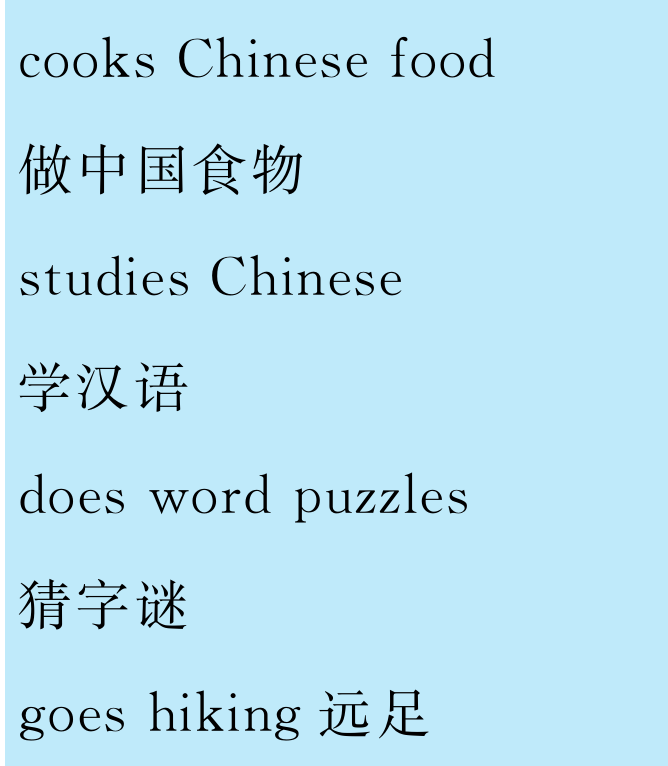 cooks Chinese food
做中国食物
studies Chinese
学汉语
does word puzzles
猜字谜
goes hiking 远足